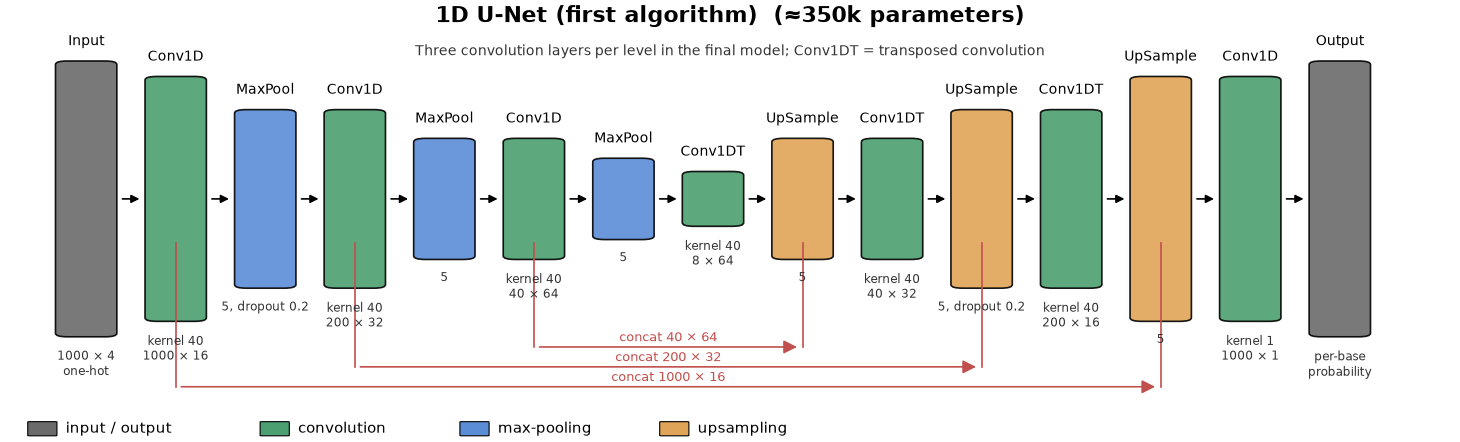 1D U-Net (first algorithm)  (≈350k parameters)
Three convolution layers per level in the final model; Conv1DT = transposed convolution
Input
1000 × 4
one-hot
Conv1D
kernel 40
1000 × 16
MaxPool
5, dropout 0.2
Conv1D
kernel 40
200 × 32
MaxPool
5
Conv1D
kernel 40
40 × 64
MaxPool
5
Conv1DT
kernel 40
8 × 64
UpSample
5
Conv1DT
kernel 40
40 × 32
UpSample
5, dropout 0.2
Conv1DT
kernel 40
200 × 16
UpSample
5
Conv1D
kernel 1
1000 × 1
Output
per-base
probability
concat 40 × 64
concat 200 × 32
concat 1000 × 16
input / output
convolution
max-pooling
upsampling